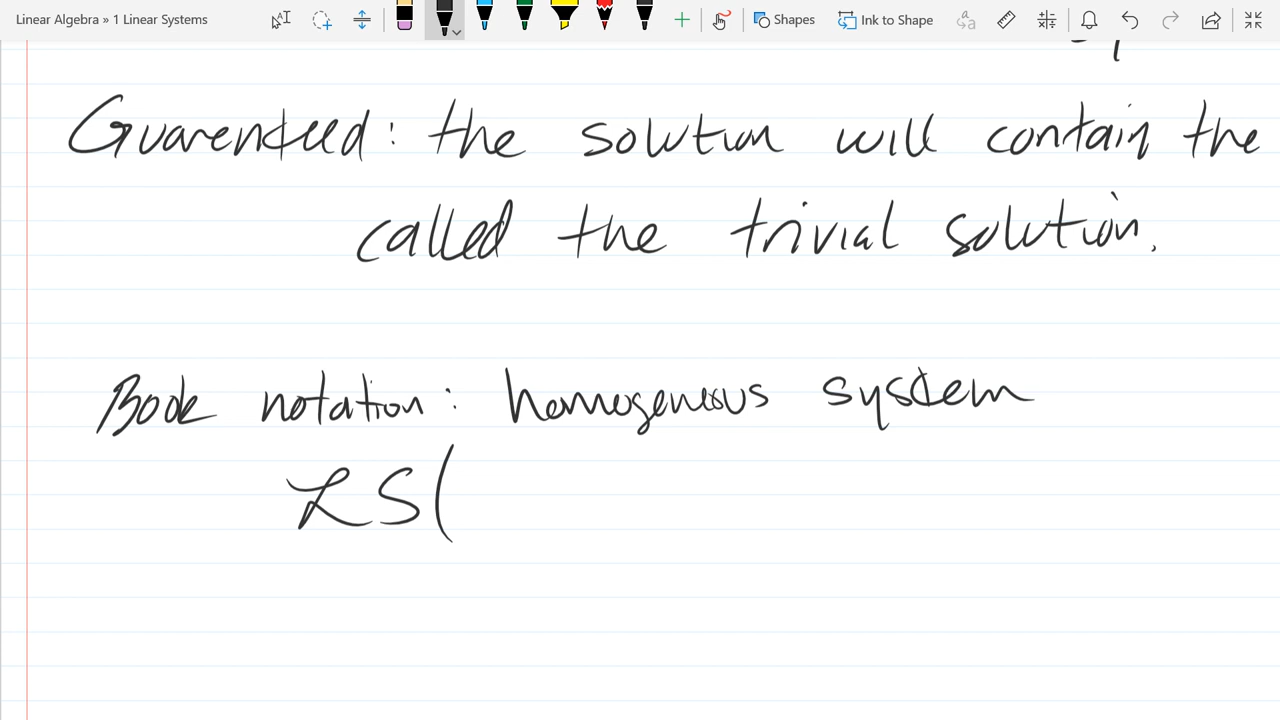 Linear Algebra » 1 Linear Systems Shapes Ink to Shape
Guarenteed: the solution will contain the
called the trivial solution.
Book notation: homogeneous system
LS(